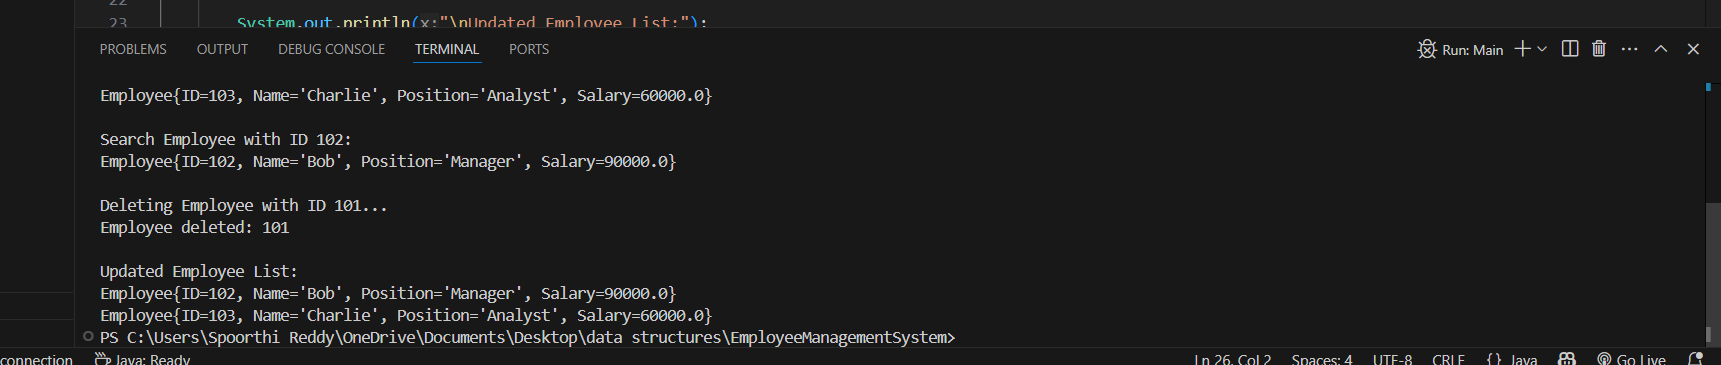 22
23 System.out.println(x:"\nUpdated Employee List:");
PROBLEMS OUTPUT DEBUG CONSOLE TERMINAL PORTS Run: Main
Employee{ID=103, Name='Charlie', Position='Analyst', Salary=60000.0}
Search Employee with ID 102:
Employee{ID=102, Name='Bob', Position='Manager', Salary=90000.0}
Deleting Employee with ID 101...
Employee deleted: 101
Updated Employee List:
Employee{ID=102, Name='Bob', Position='Manager', Salary=90000.0}
Employee{ID=103, Name='Charlie', Position='Analyst', Salary=60000.0}
PS C:\Users\Spoorthi Reddy\OneDrive\Documents\Desktop\data structures\EmployeeManagementSystem>
connection Java: Ready Ln 26, Col 2 Spaces: 4 UTF-8 CRLF {} Java Go Live